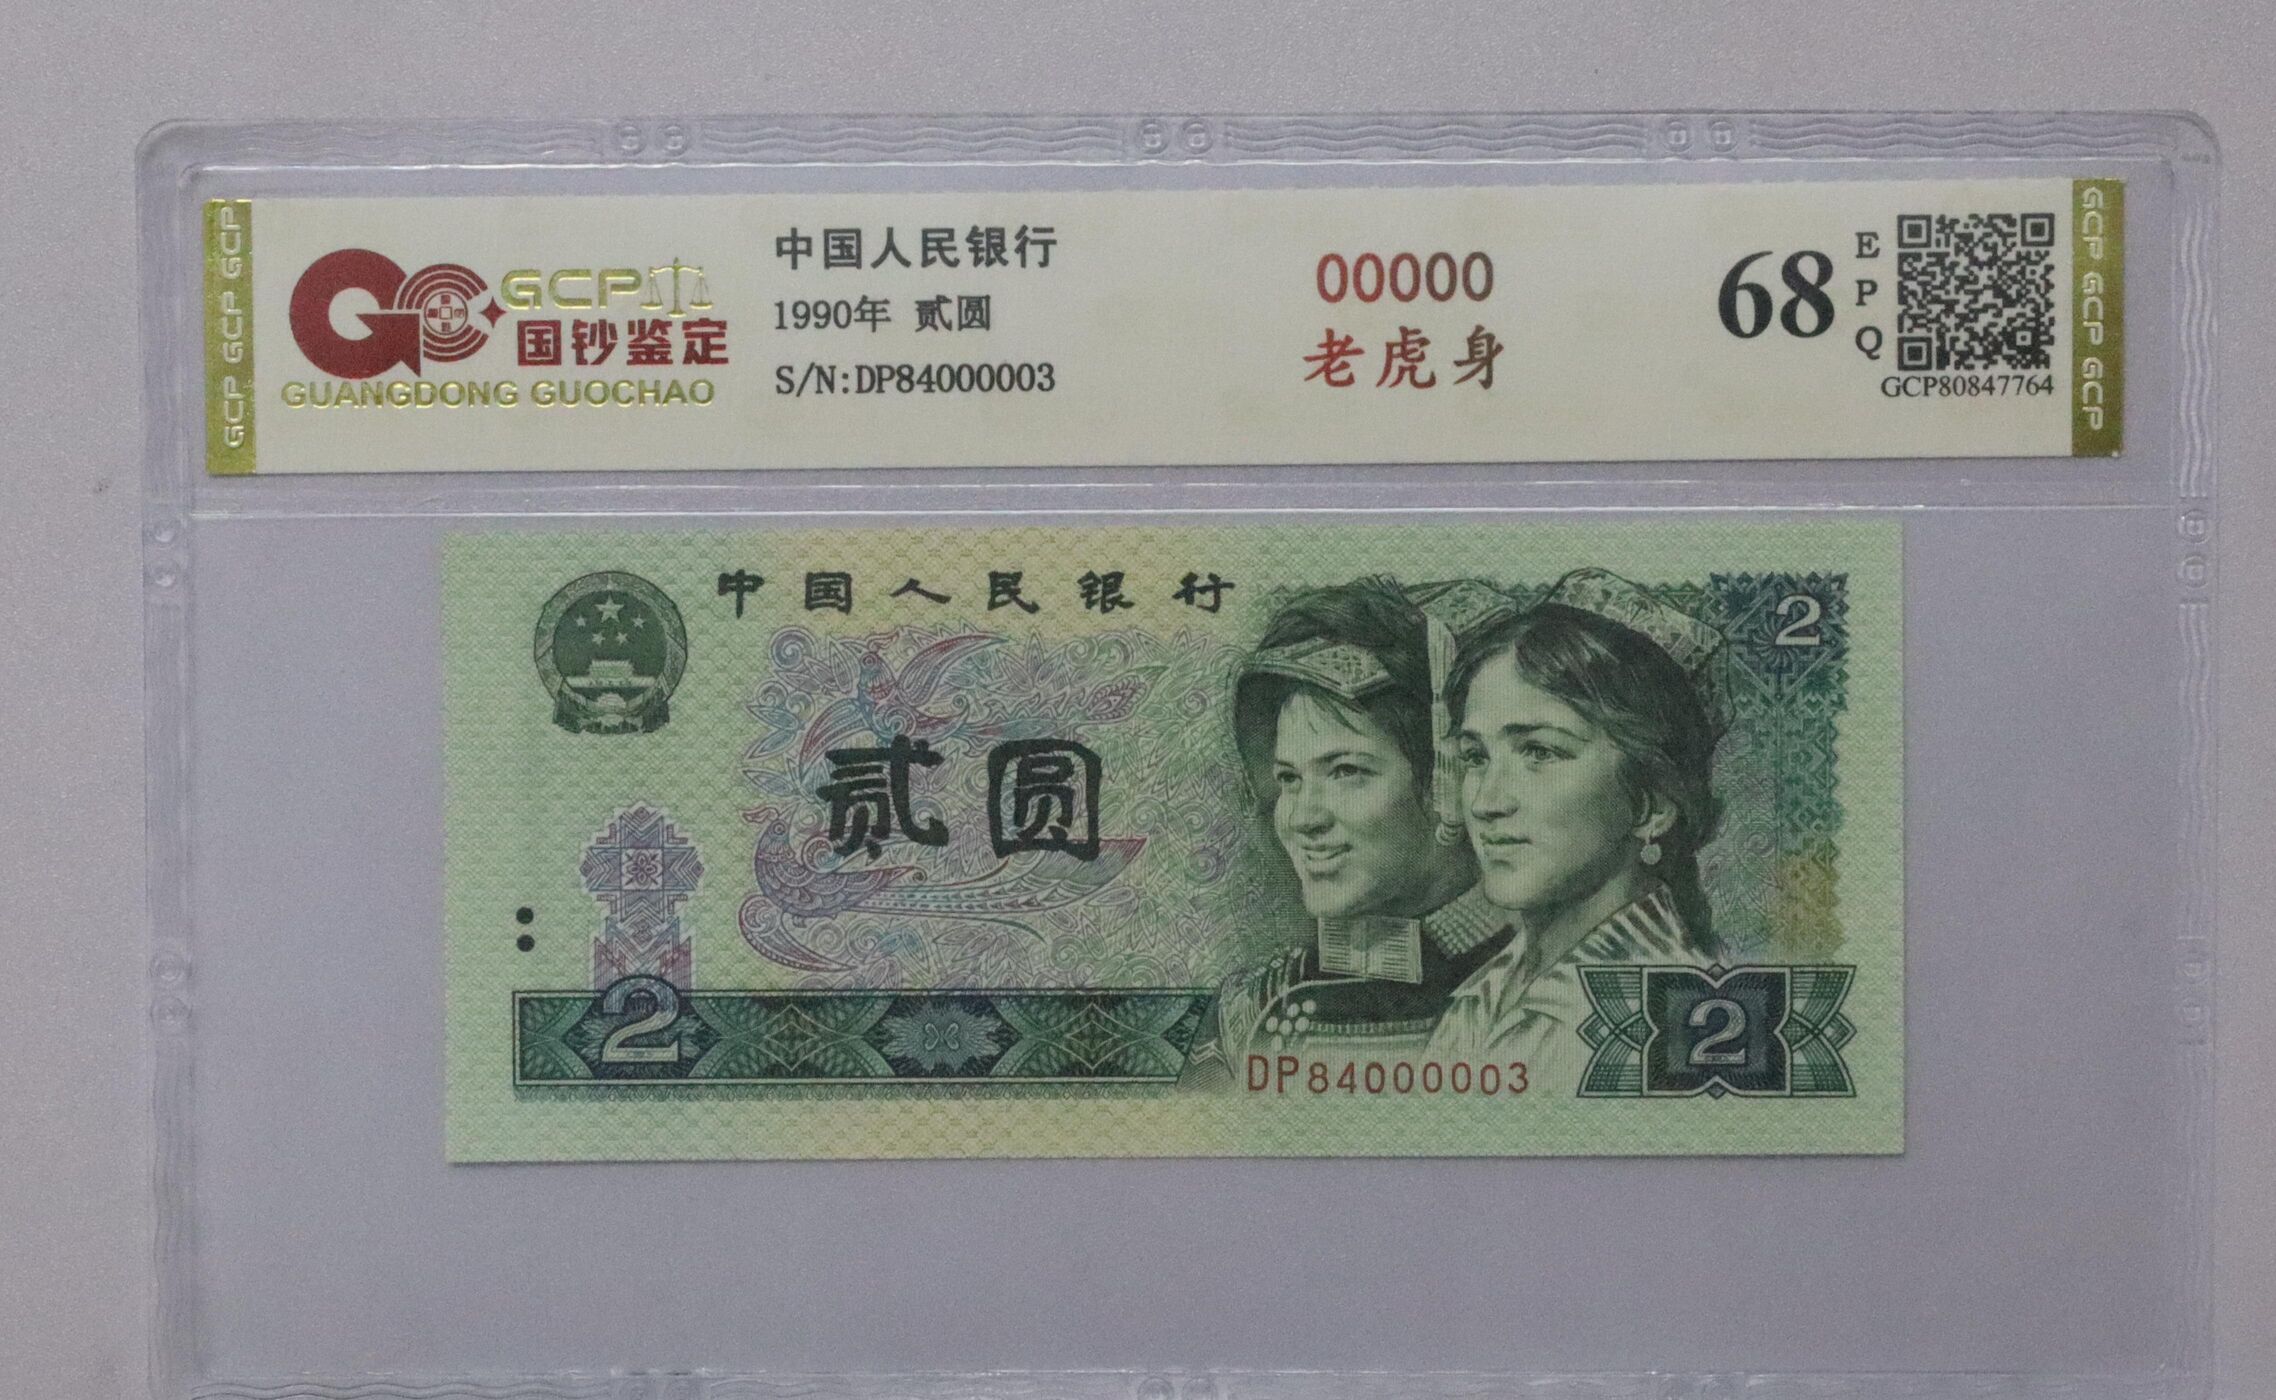 GCP GCP GCP
GCP
国钞鉴定
GUANGDONG GUOCHAO
中国人民银行
1990年 贰圆
S/N:DP84000003
00000
老虎身
68
EPQ
GCP80847764
GCP GCP GCP
中国人民银行
2
贰圆
2
2
DP84000003